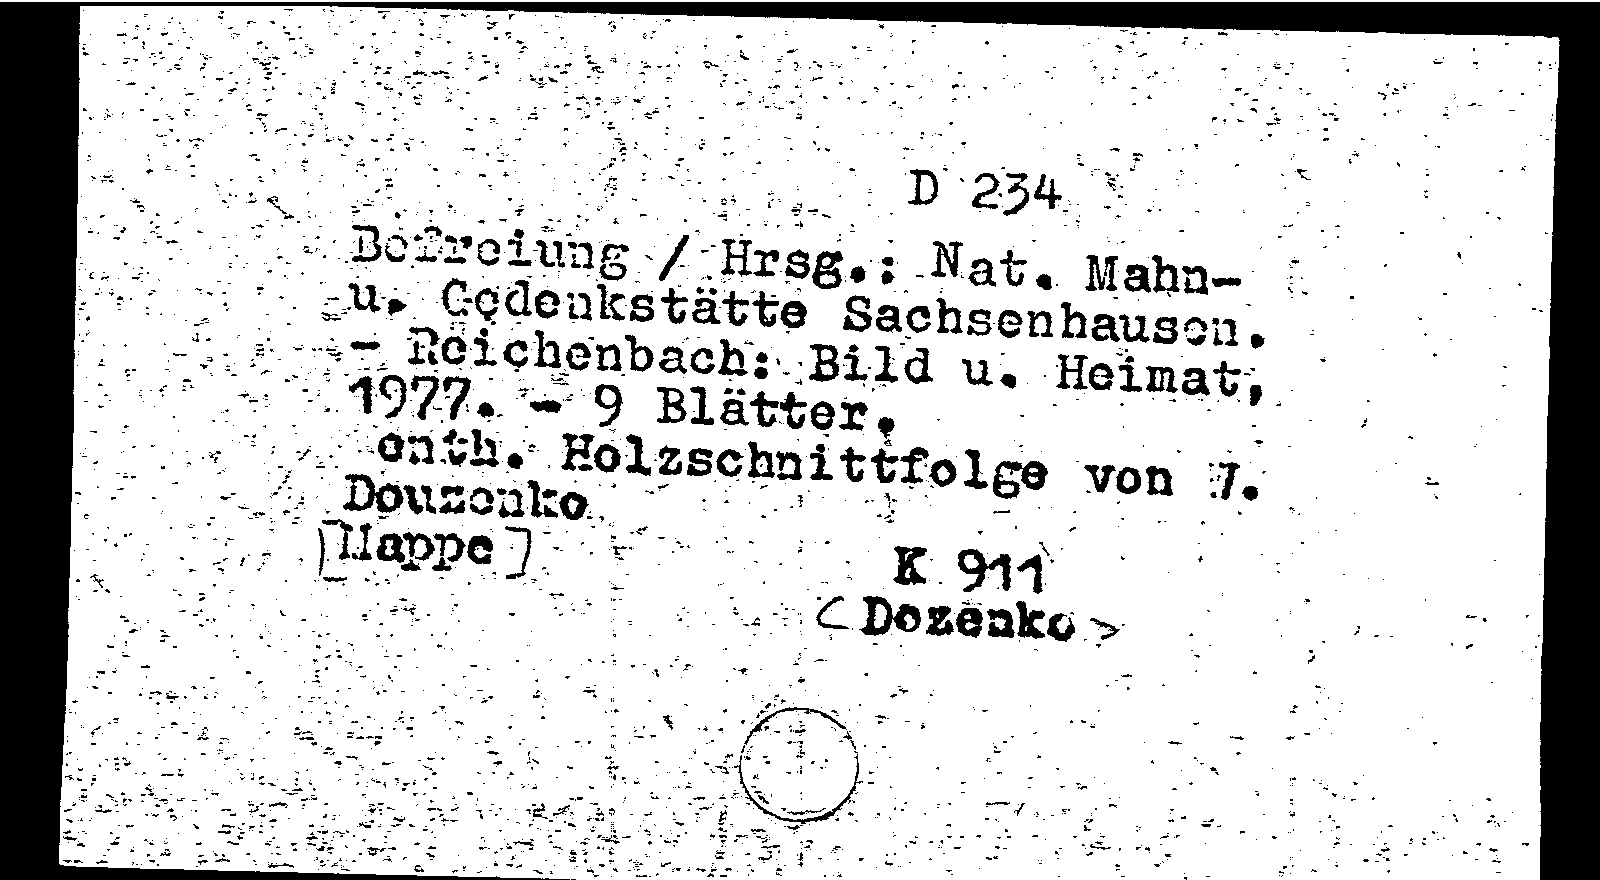 D 234
Befreiung / Hrsg.: Nat. Mahn-
u. Gedenkstätte Sachsenhausen.
- Reichenbach: Bild u. Heimat,
1977. - 9 Blätter.
enth. Holzschnittfolge von
Douzenko
[Mappe]
K 911
<Dozenko>